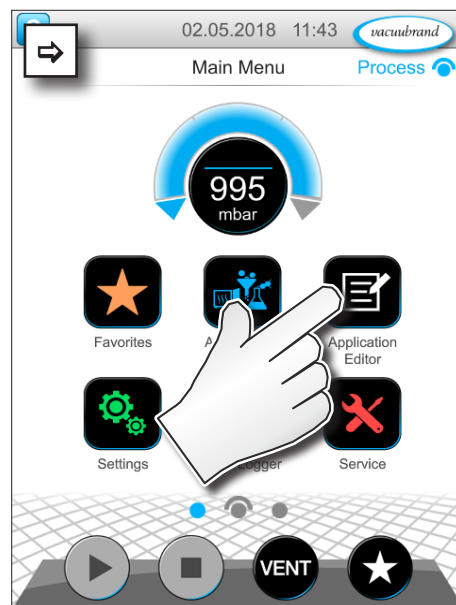 02.05.2018 11:43 vacuubrand
Main Menu Process
995
mbar
Favorites
Application
Editor
Settings
Service
VENT